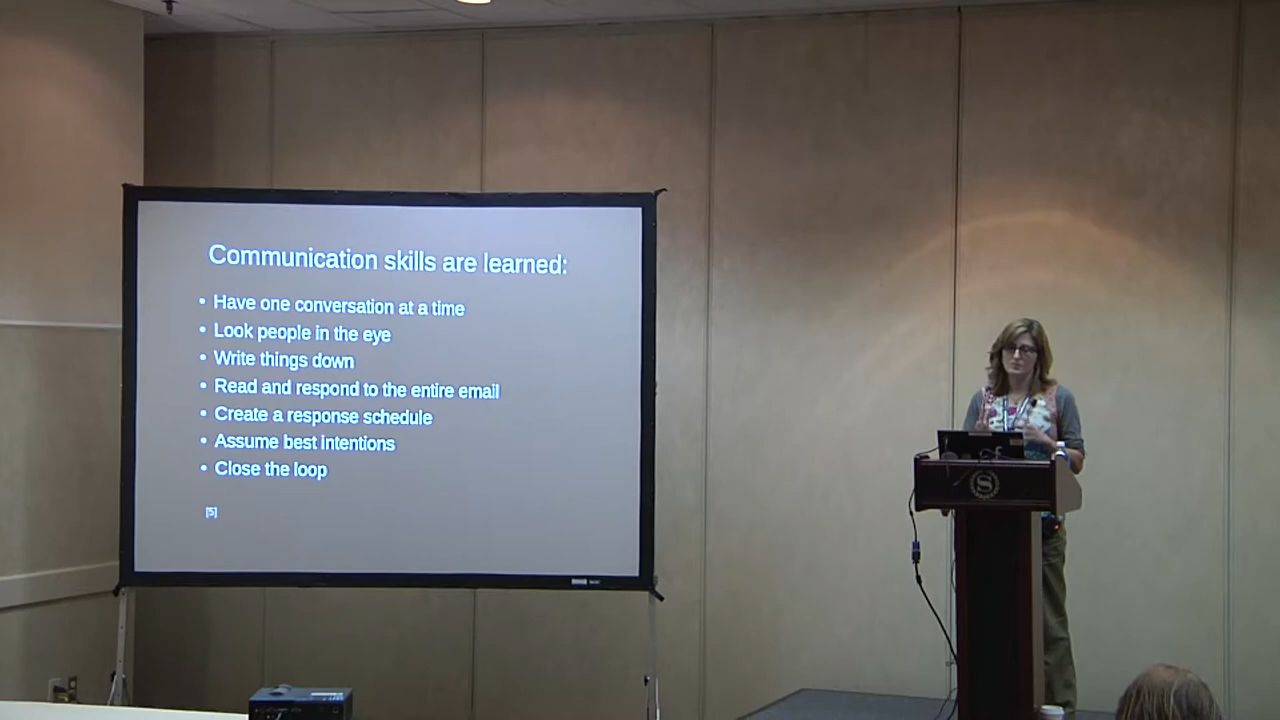 Communication skills are learned:
• Have one conversation at a time
• Look people in the eye
• Write things down
• Read and respond to the entire email
• Create a response schedule
• Assume best intentions
• Close the loop
[5]
S